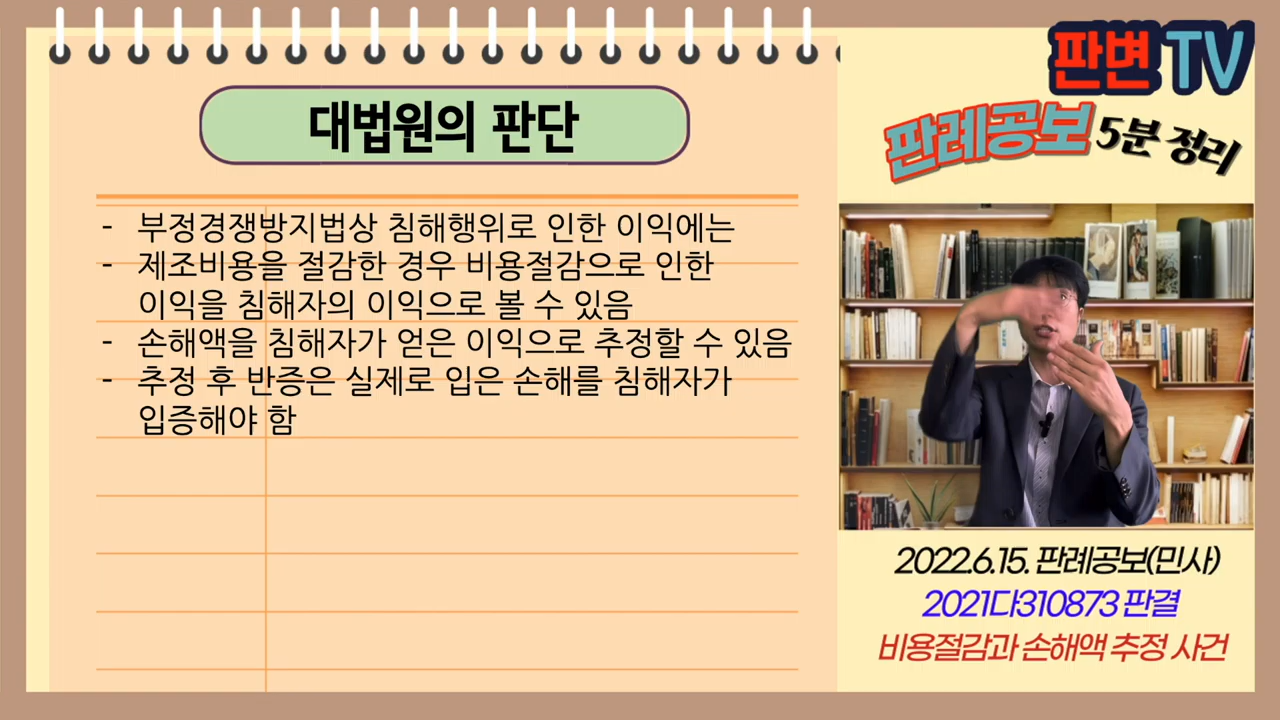 대법원의 판단
- 부정경쟁방지법상 침해행위로 인한 이익에는
- 제조비용을 절감한 경우 비용절감으로 인한
이익을 침해자의 이익으로 볼 수 있음
- 손해액을 침해자가 얻은 이익으로 추정할 수 있음
- 추정 후 반증은 실제로 입은 손해를 침해자가
입증해야 함
판변 TV
판례공보 5분 정리
2022.6.15. 판례공보(민사)
2021다310873 판결
비용절감과 손해액 추정 사건